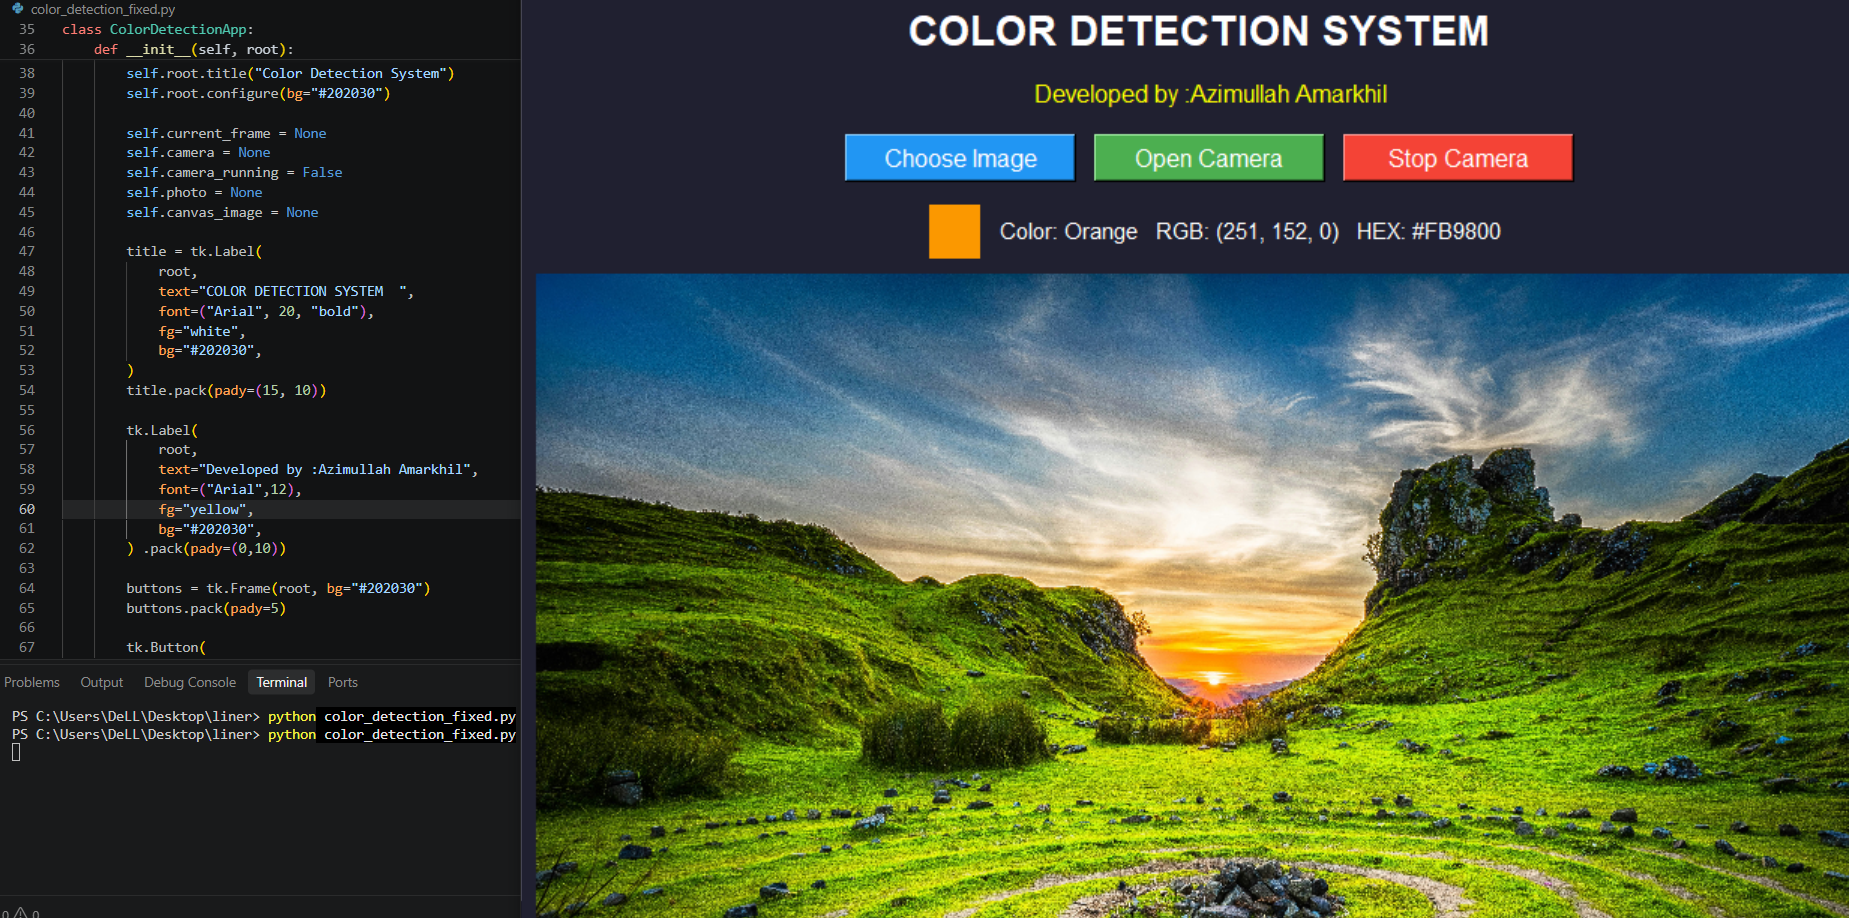 color_detection_fixed.py
35 class ColorDetectionApp:
36 def __init__(self, root):
38 self.root.title("Color Detection System")
39 self.root.configure(bg="#202030")
40
41 self.current_frame = None
42 self.camera = None
43 self.camera_running = False
44 self.photo = None
45 self.canvas_image = None
46
47 title = tk.Label(
48 root,
49 text="COLOR DETECTION SYSTEM  ",
50 font=("Arial", 20, "bold"),
51 fg="white",
52 bg="#202030",
53 )
54 title.pack(pady=(15, 10))
55
56 tk.Label(
57 root,
58 text="Developed by :Azimullah Amarkhil",
59 font=("Arial",12),
60 fg="yellow",
61 bg="#202030",
62 ) .pack(pady=(0,10))
63
64 buttons = tk.Frame(root, bg="#202030")
65 buttons.pack(pady=5)
66
67 tk.Button(
Problems Output Debug Console Terminal Ports
PS C:\Users\DeLL\Desktop\liner> python color_detection_fixed.py
PS C:\Users\DeLL\Desktop\liner> python color_detection_fixed.py
0 0
COLOR DETECTION SYSTEM
Developed by :Azimullah Amarkhil
Choose Image Open Camera Stop Camera
Color: Orange RGB: (251, 152, 0) HEX: #FB9800